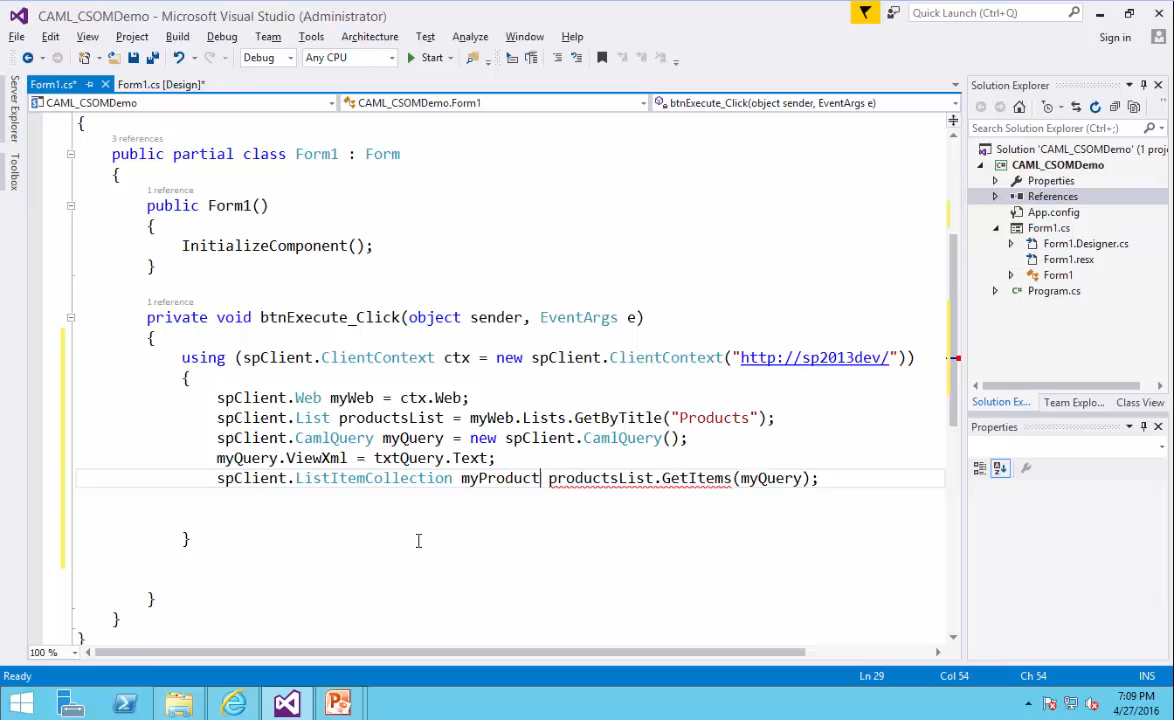 CAML_CSOMDemo - Microsoft Visual Studio (Administrator)
Quick Launch (Ctrl+;)
File Edit View Project Build Debug Team Tools Architecture Test Analyze Window Help
Sign in
Debug Any CPU Start
Form1.cs* Form1.cs [Design]*
CAML_CSOMDemo CAML_CSOMDemo.Form1 btnExecute_Click(object sender, EventArgs e)
Server Explorer
Toolbox
{
3 references
public partial class Form1 : Form
{
1 reference
public Form1()
{
InitializeComponent();
}
1 reference
private void btnExecute_Click(object sender, EventArgs e)
{
using (spClient.ClientContext ctx = new spClient.ClientContext("http://sp2013dev/"))
{
spClient.Web myWeb = ctx.Web;
spClient.List productsList = myWeb.Lists.GetByTitle("Products");
spClient.CamlQuery myQuery = new spClient.CamlQuery();
myQuery.ViewXml = txtQuery.Text;
spClient.ListItemCollection myProduct productsList.GetItems(myQuery);
}
}
}
}
100 %
Solution Explorer
Search Solution Explorer (Ctrl+;)
Solution 'CAML_CSOMDemo' (1 proj
CAML_CSOMDemo
Properties
References
App.config
Form1.cs
Form1.Designer.cs
Form1.resx
Form1
Program.cs
Solution Ex... Team Explo... Class View
Properties
Ready Ln 29 Col 54 Ch 54 INS
7:09 PM
4/27/2016